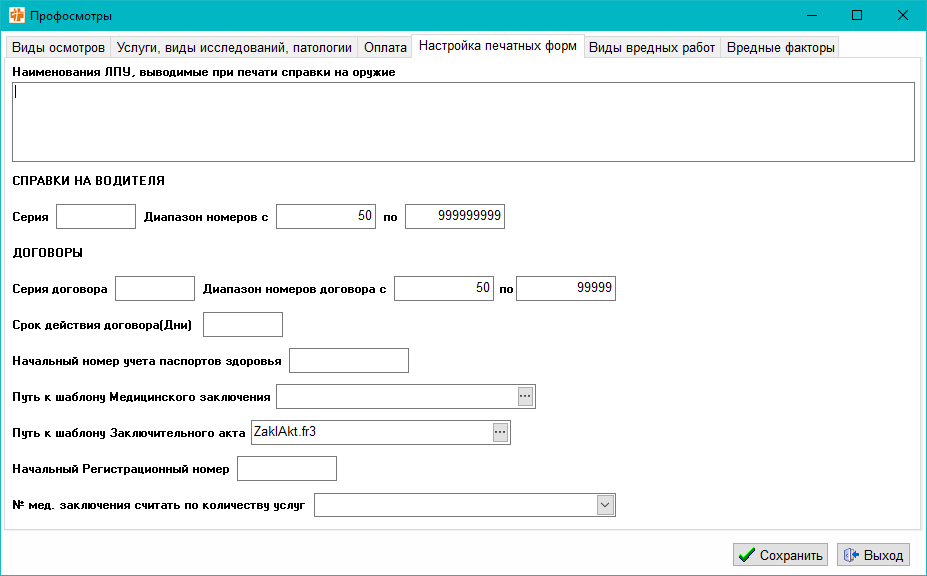 Профосмотры
Виды осмотров Услуги, виды исследований, патологии Оплата Настройка печатных форм Виды вредных работ Вредные факторы
Наименования ЛПУ, выводимые при печати справки на оружие
СПРАВКИ НА ВОДИТЕЛЯ
Серия Диапазон номеров с 50 по 999999999
ДОГОВОРЫ
Серия договора Диапазон номеров договора с 50 по 99999
Срок действия договора(Дни)
Начальный номер учета паспортов здоровья
Путь к шаблону Медицинского заключения ...
Путь к шаблону Заключительного акта ZaklAkt.fr3 ...
Начальный Регистрационный номер
№ мед. заключения считать по количеству услуг
Сохранить Выход